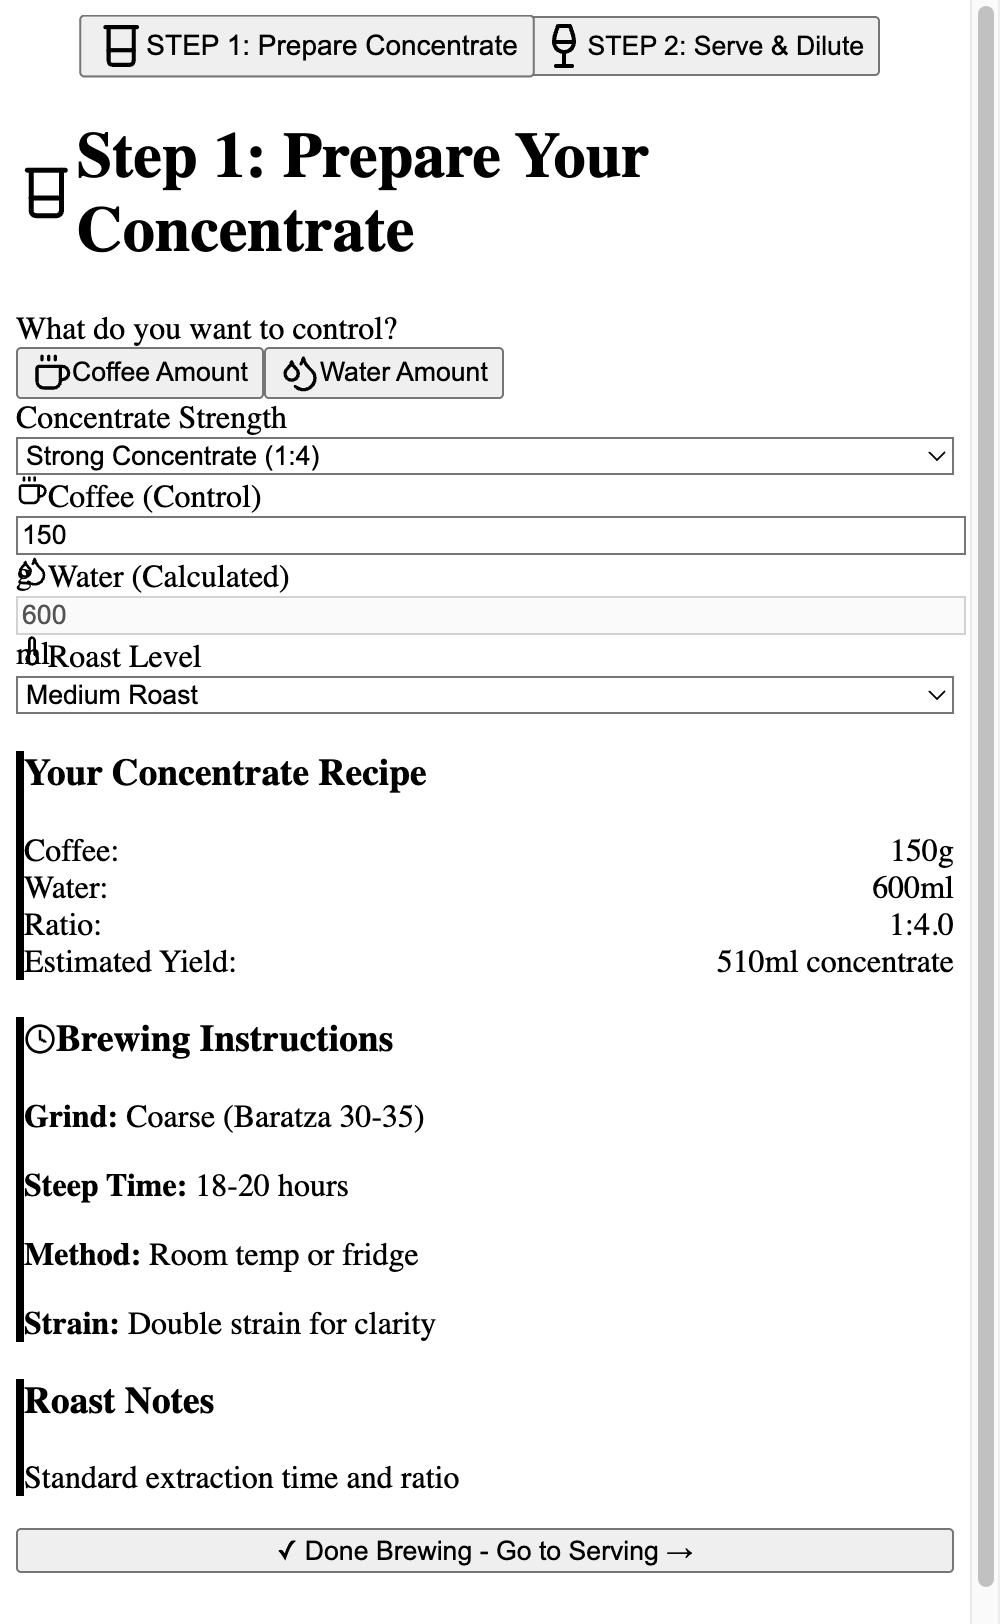 STEP 1: Prepare Concentrate STEP 2: Serve & Dilute
Step 1: Prepare Your
Concentrate
What do you want to control?
Coffee Amount Water Amount
Concentrate Strength
Strong Concentrate (1:4)
Coffee (Control)
150
g Water (Calculated)
600
ml Roast Level
Medium Roast
Your Concentrate Recipe
Coffee: 150g
Water: 600ml
Ratio: 1:4.0
Estimated Yield: 510ml concentrate
Brewing Instructions
Grind: Coarse (Baratza 30-35)
Steep Time: 18-20 hours
Method: Room temp or fridge
Strain: Double strain for clarity
Roast Notes
Standard extraction time and ratio
✓ Done Brewing - Go to Serving →